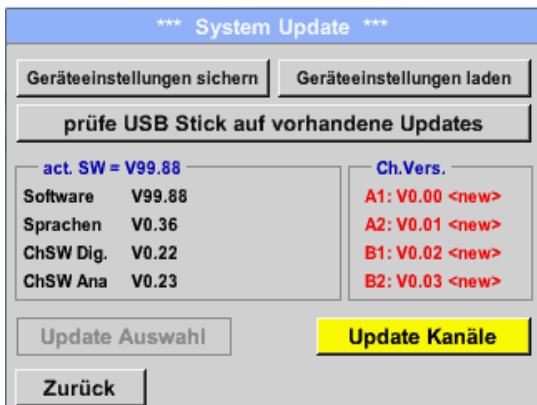 *** System Update ***
Geräteeinstellungen sichern Geräteeinstellungen laden
prüfe USB Stick auf vorhandene Updates
act. SW = V99.88 Ch.Vers.
Software V99.88 A1: V0.00 <new>
Sprachen V0.36 A2: V0.01 <new>
ChSW Dig. V0.22 B1: V0.02 <new>
ChSW Ana V0.23 B2: V0.03 <new>
Update Auswahl Update Kanäle
Zurück